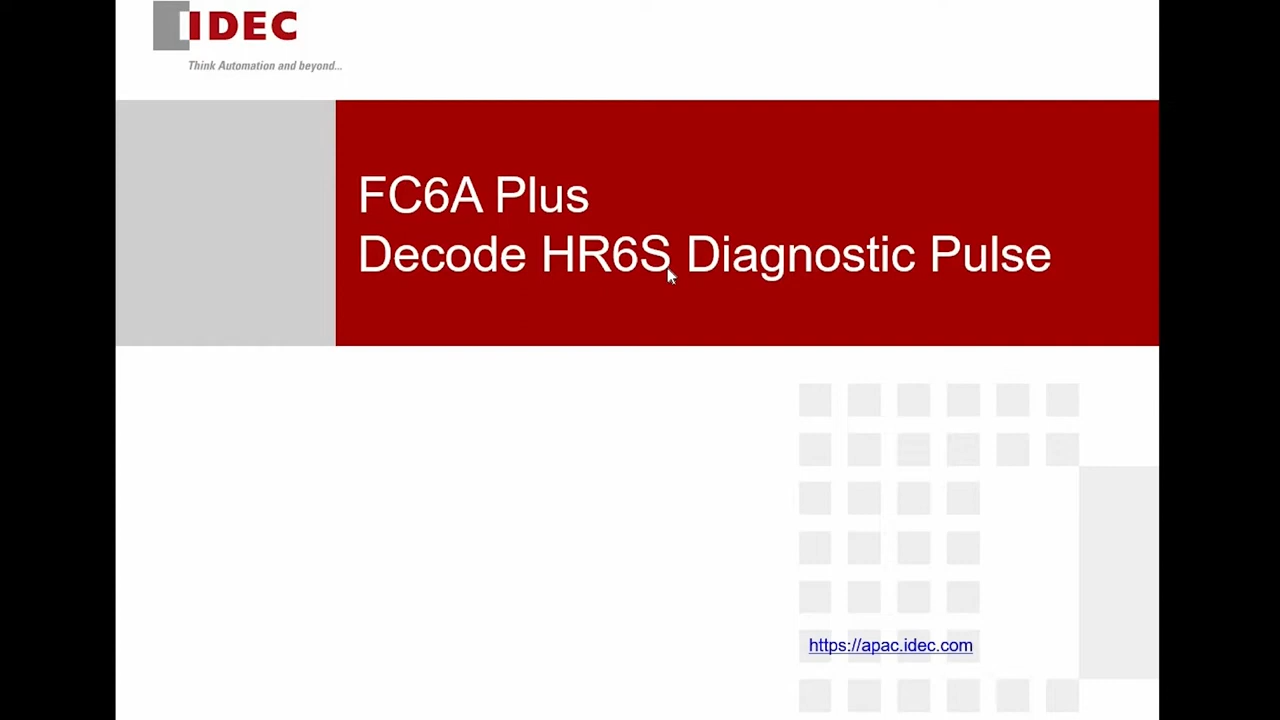 IDEC
Think Automation and beyond...
FC6A Plus
Decode HR6S Diagnostic Pulse
https://apac.idec.com